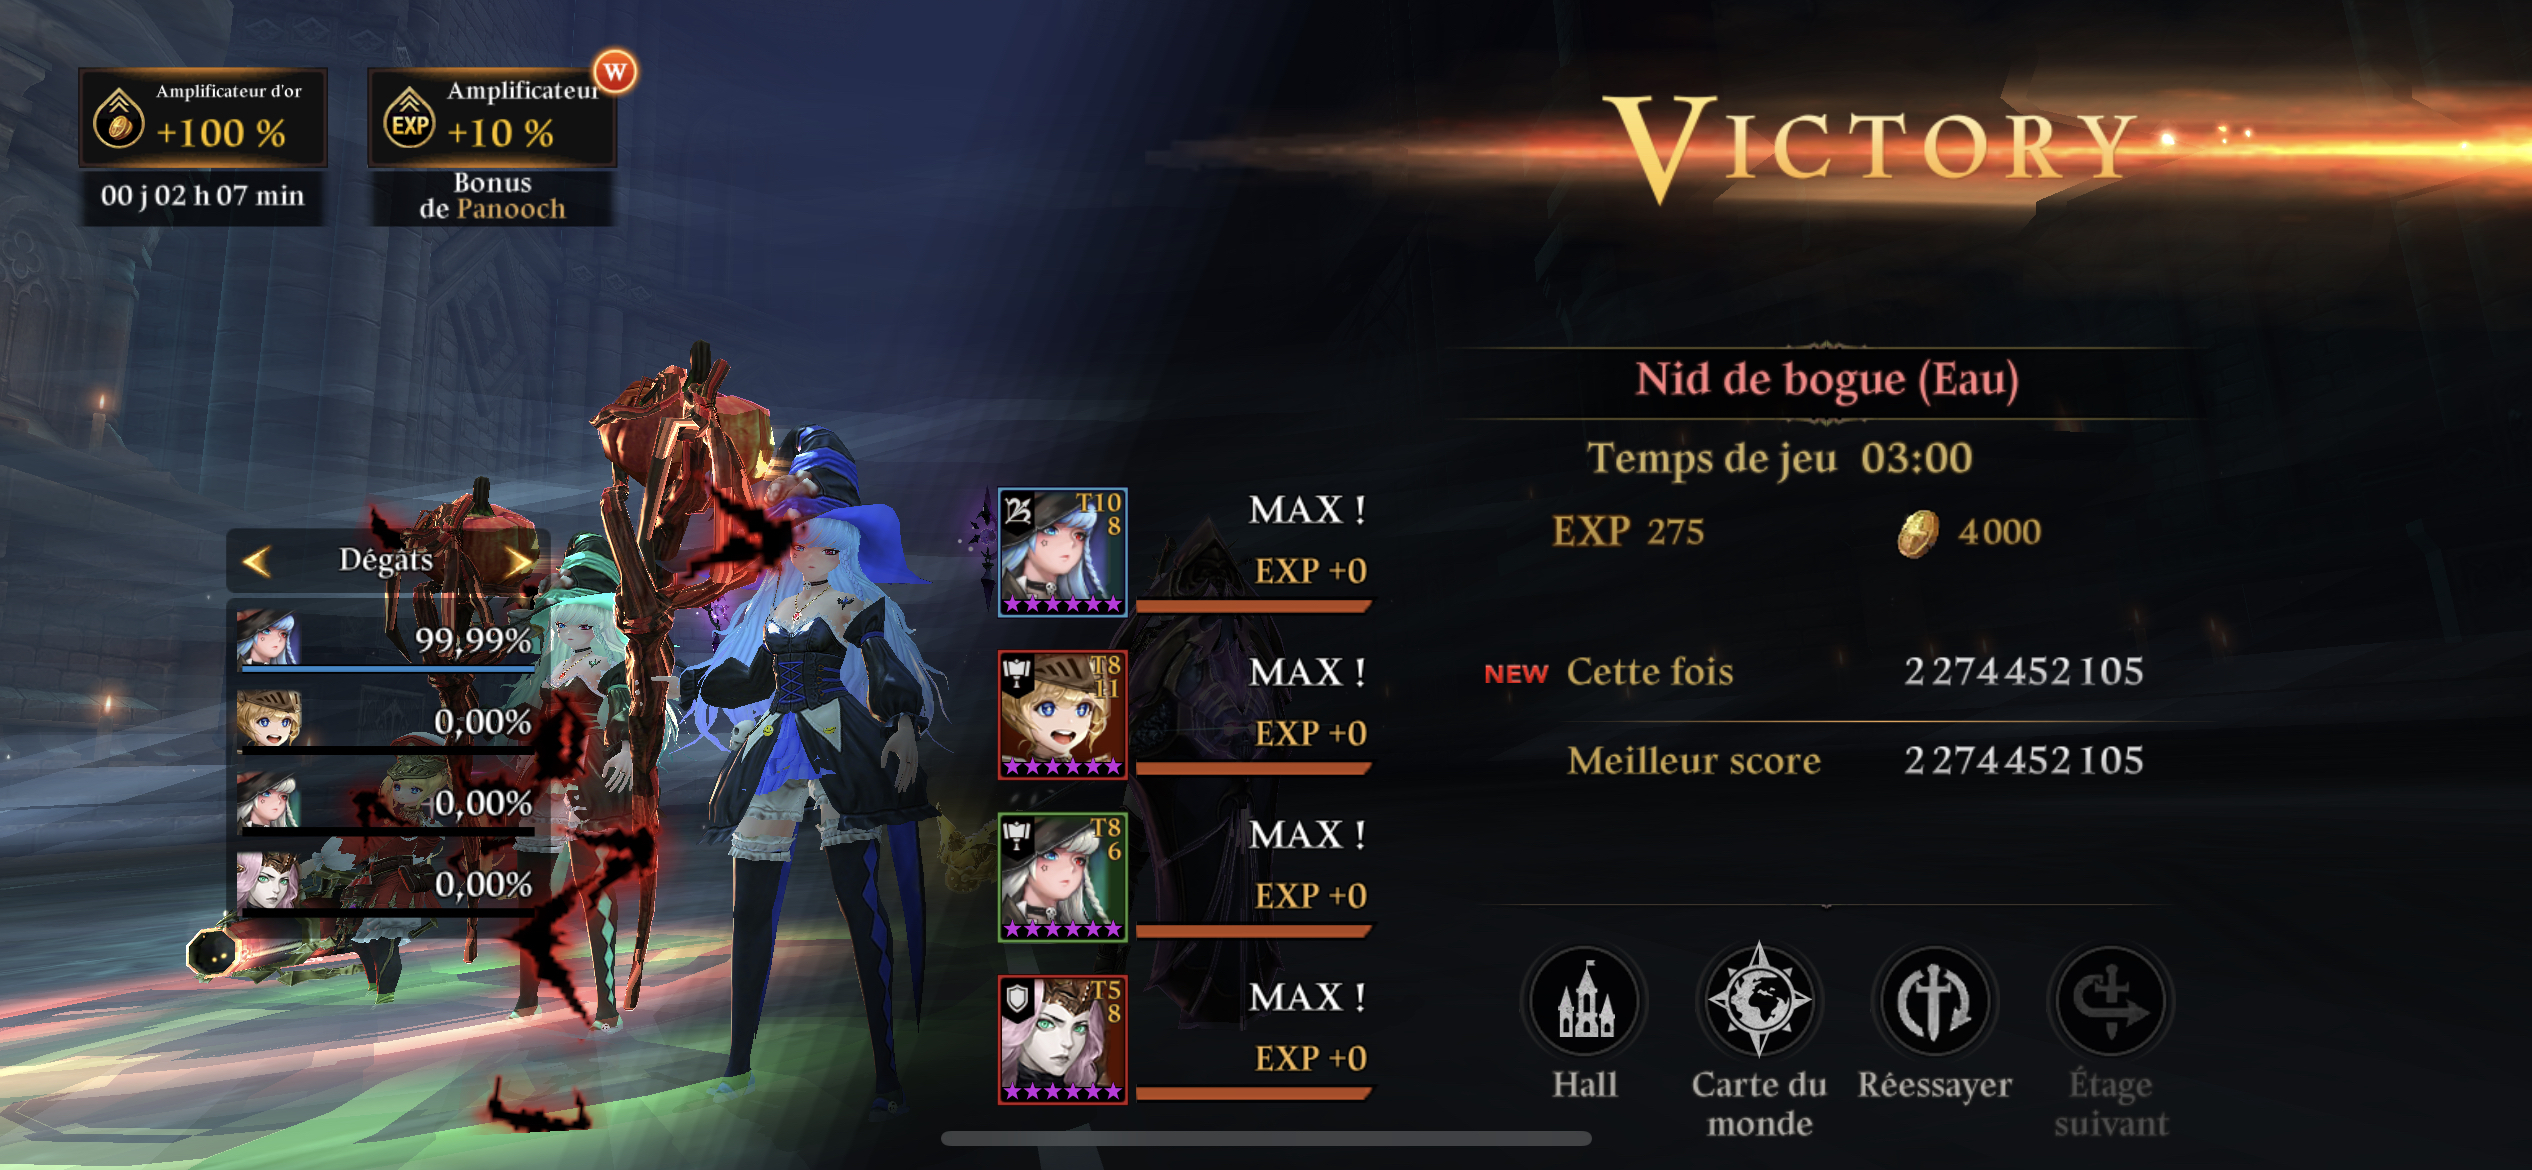 Amplificateur d'or
+100 %
00 j 02 h 07 min
W
Amplificateur
EXP
+10 %
Bonus
de Panooch
VICTORY
Nid de bogue (Eau)
Temps de jeu 03:00
EXP 275
4 000
NEW Cette fois 2 274 452 105
Meilleur score 2 274 452 105
Dégâts
99,99%
0,00%
0,00%
0,00%
T10
8
MAX !
EXP +0
T8
11
MAX !
EXP +0
T8
6
MAX !
EXP +0
T5
8
MAX !
EXP +0
Hall
Carte du
monde
Réessayer
Étage
suivant